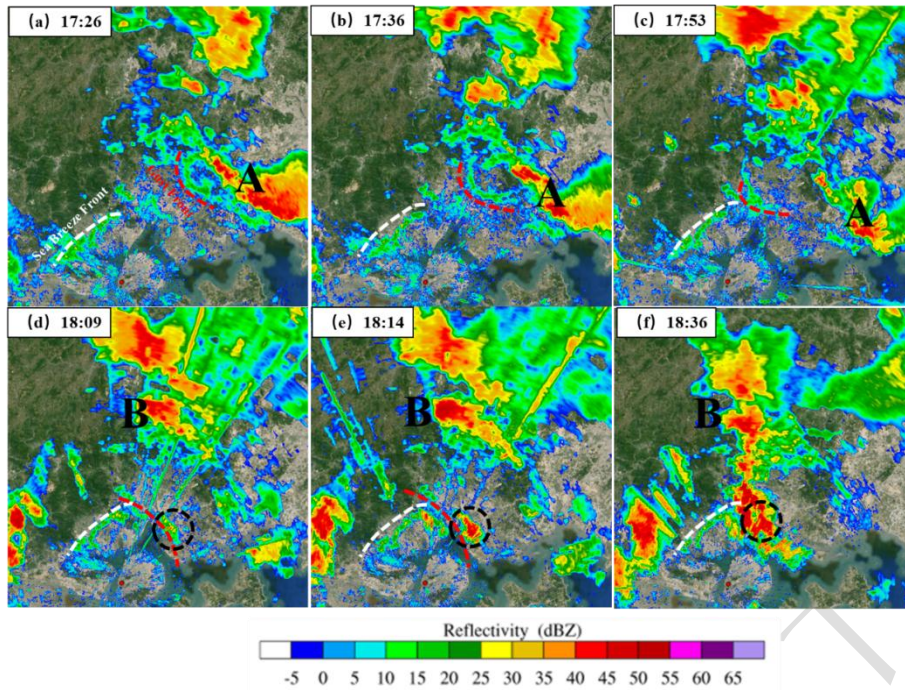 (a) 17:26
(b) 17:36
(c) 17:53
A
A
A
Sea Breeze Front
(d) 18:09
(e) 18:14
(f) 18:36
B
B
B
Reflectivity (dBZ)
-5 0 5 10 15 20 25 30 35 40 45 50 55 60 65